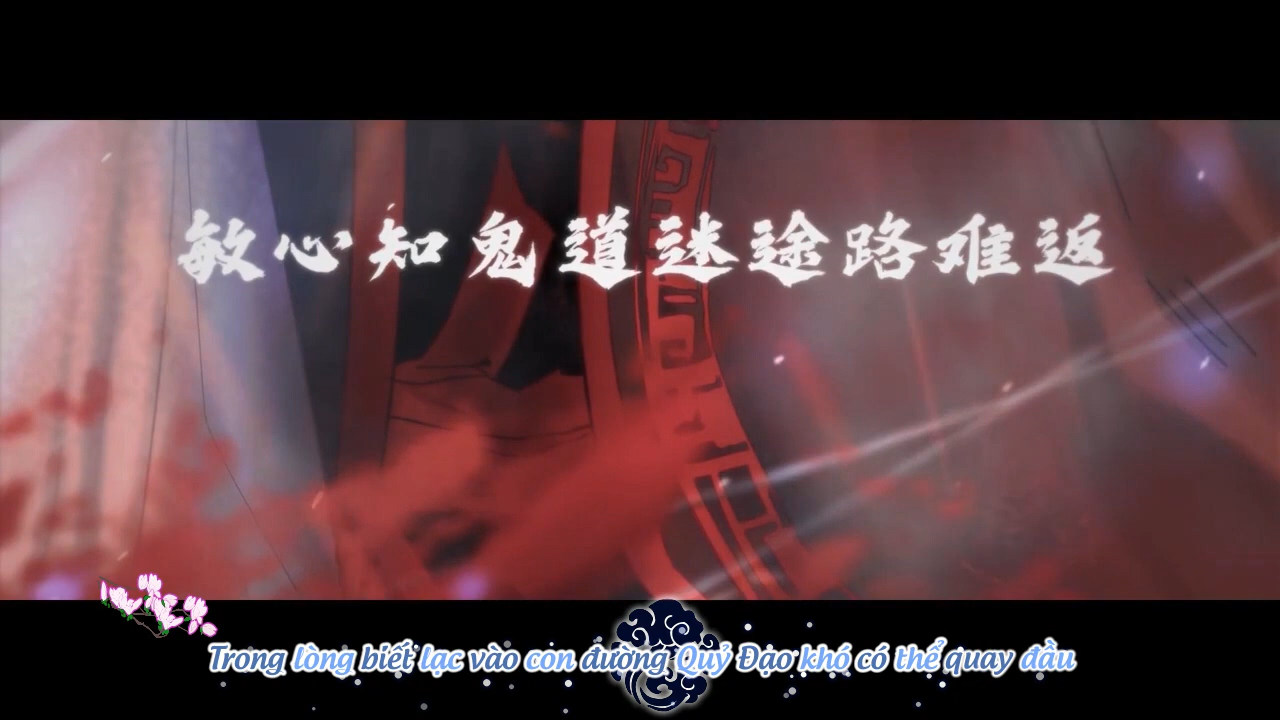 敏心知鬼道迷途路难返
Trong lòng biết lạc vào con đường Quỷ Đạo khó có thể quay đầu